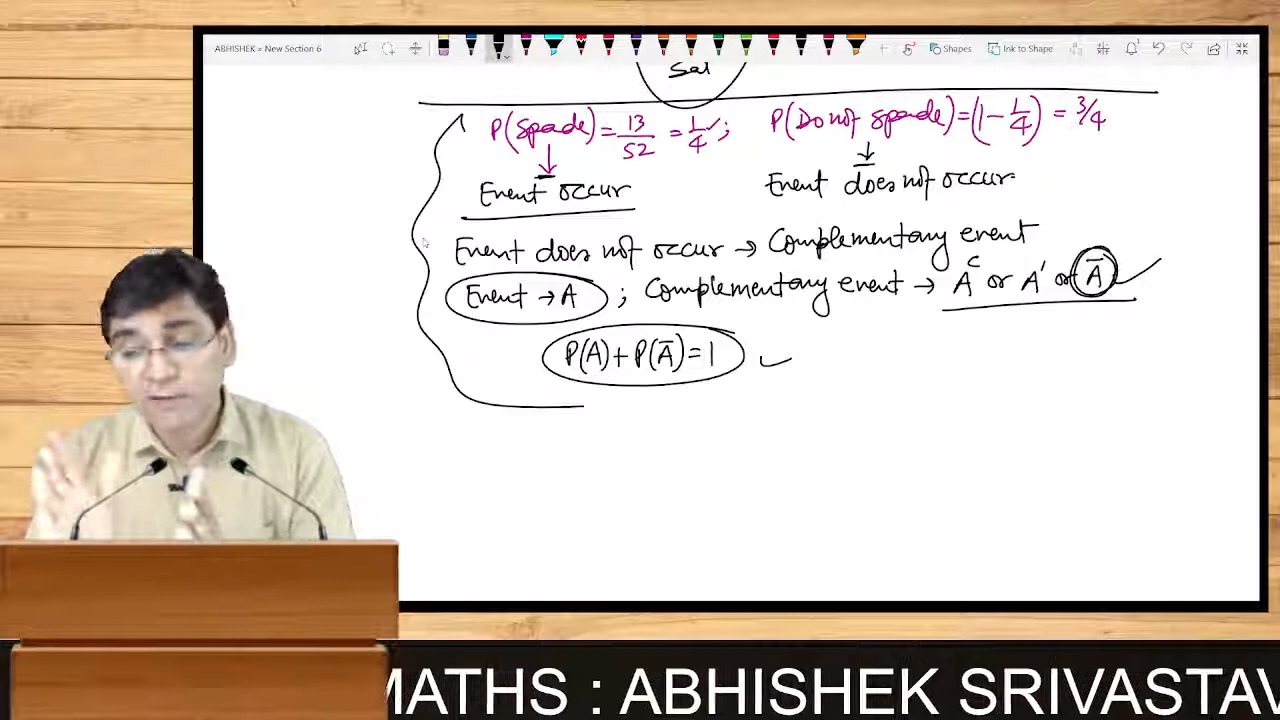 ABHISHEK » New Section 6
Shapes
Ink to Shape
Sat
P(Spade) = 13/52 = 1/4 ✓; P(Do not spade) = (1 - 1/4) = 3/4
Event occur
Event does not occur
Event does not occur → Complementary event
Event → A ; Complementary event → Aᶜ or A' or Ā
P(A) + P(Ā) = 1
MATHS : ABHISHEK SRIVASTAV